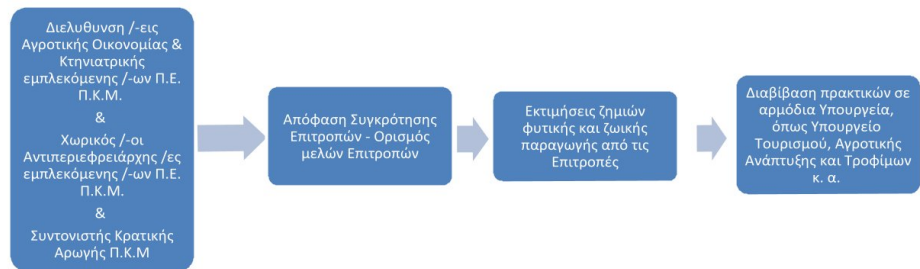 Διελυθυνση /-εις
Αγροτικής Οικονομίας &
Κτηνιατρικής
εμπλεκόμενης /-ων Π.Ε.
Π.Κ.Μ.
&
Χωρικός /-οι
Αντιπεριεφρειάρχης /ες
εμπλεκόμενης /-ων Π.Ε.
Π.Κ.Μ.
&
Συντονιστής Κρατικής
Αρωγής Π.Κ.Μ
Απόφαση Συγκρότησης
Επιτροπών - Ορισμός
μελών Επιτροπών
Εκτιμήσεις ζημιών
φυτικής και ζωικής
παραγωγής από τις
Επιτροπές
Διαβίβαση πρακτικών σε
αρμόδια Υπουργεία,
όπως Υπουργείο
Τουρισμού, Αγροτικής
Ανάπτυξης και Τροφίμων
κ. α.